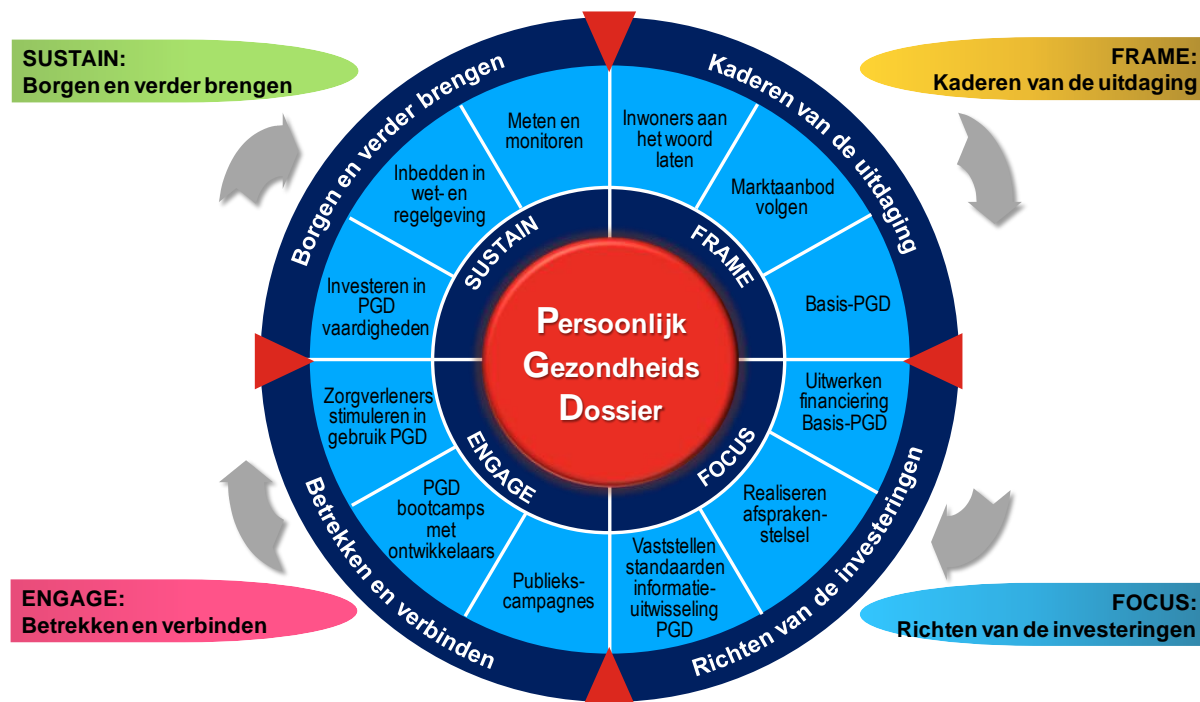 SUSTAIN:
Borgen en verder brengen
FRAME:
Kaderen van de uitdaging
Borgen en verder brengen
Kaderen van de uitdaging
Meten en
monitoren
Inwoners aan
het woord
laten
Inbedden in
wet- en
regelgeving
Marktaanbod
volgen
SUSTAIN
FRAME
Investeren in
PGD
vaardigheden
Basis-PGD
Persoonlijk
Gezondheids
Dossier
Zorgverleners
stimuleren in
gebruik PGD
Uitwerken
financiering
Basis-PGD
ENGAGE
FOCUS
PGD
bootcamps
met
ontwikkelaars
Realiseren
afspraken-
stelsel
Publieks-
campagnes
Vaststellen
standaarden
informatie-
uitwisseling
PGD
Betrekken en verbinden
Richten van de investeringen
ENGAGE:
Betrekken en verbinden
FOCUS:
Richten van de investeringen